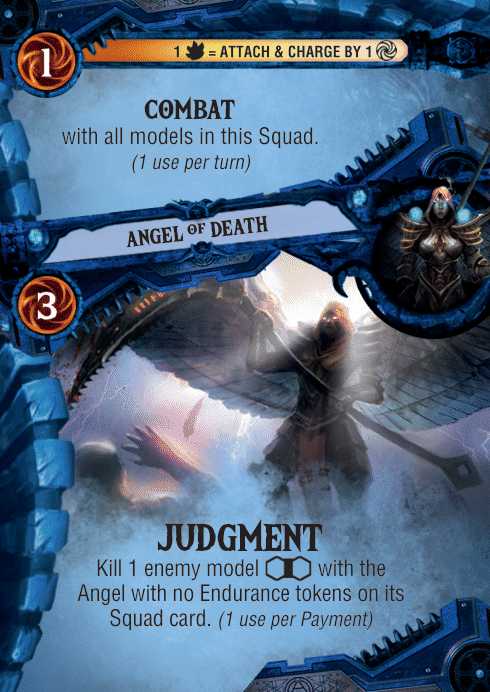 1
1 = ATTACH & CHARGE BY 1
COMBAT
with all models in this Squad.
(1 use per turn)
ANGEL OF DEATH
3
JUDGMENT
Kill 1 enemy model with the
Angel with no Endurance tokens on its
Squad card. (1 use per Payment)